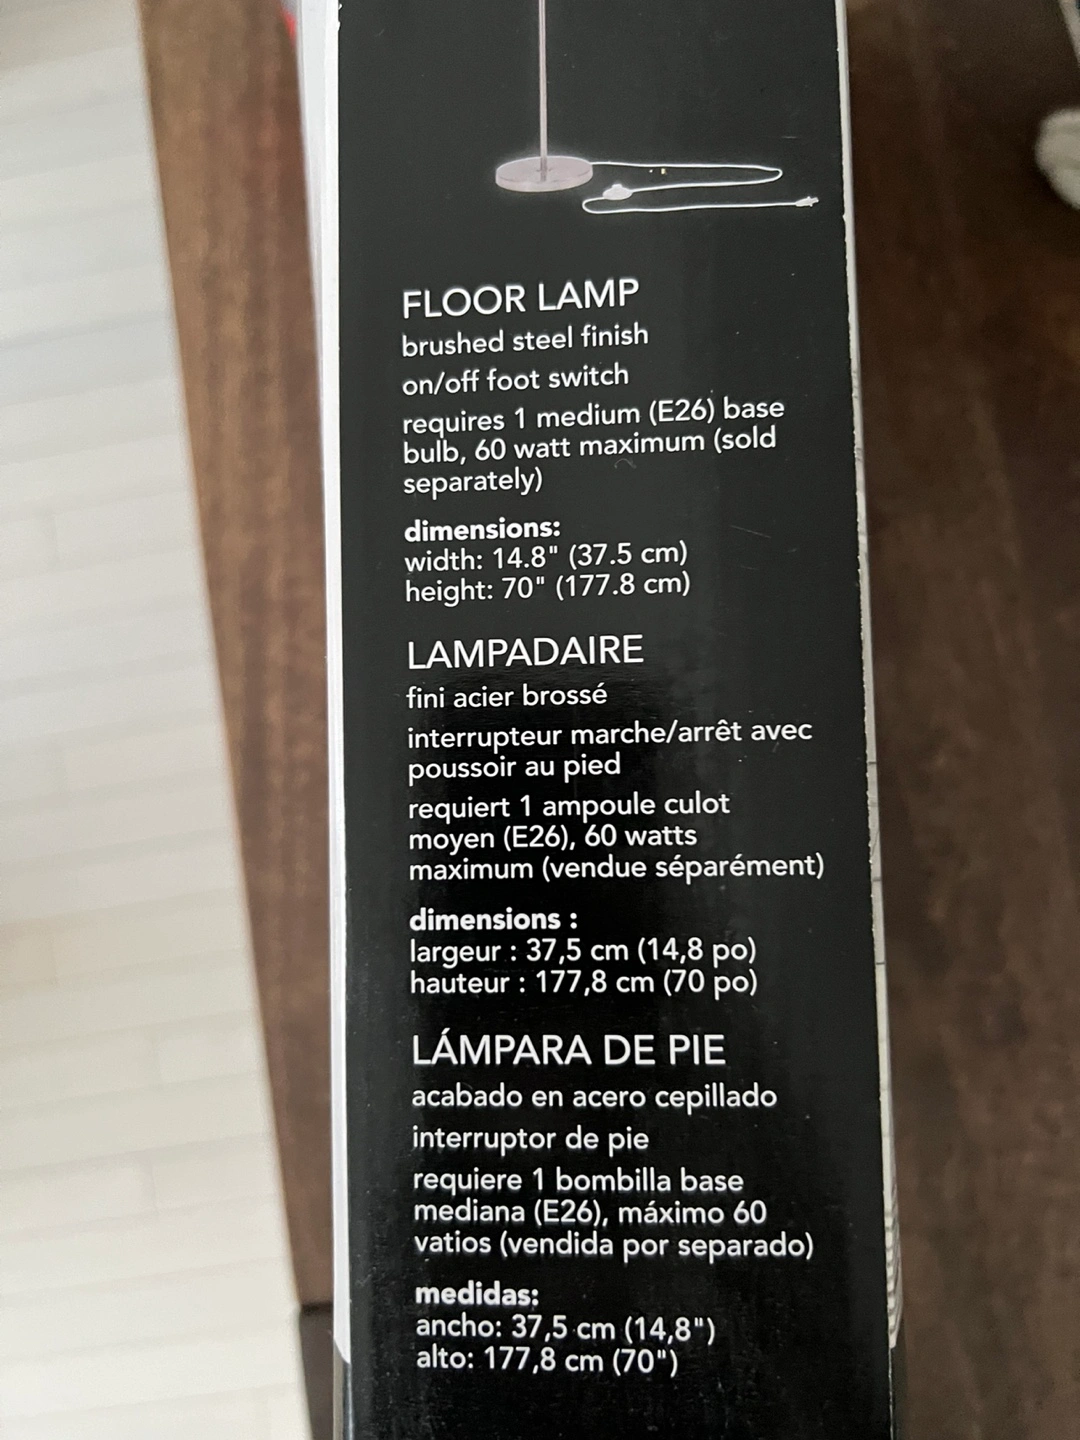 FLOOR LAMP
brushed steel finish
on/off foot switch
requires 1 medium (E26) base
bulb, 60 watt maximum (sold
separately)
dimensions:
width: 14.8" (37.5 cm)
height: 70" (177.8 cm)
LAMPADAIRE
fini acier brossé
interrupteur marche/arrêt avec
poussoir au pied
requiert 1 ampoule culot
moyen (E26), 60 watts
maximum (vendue séparément)
dimensions :
largeur : 37,5 cm (14,8 po)
hauteur : 177,8 cm (70 po)
LÁMPARA DE PIE
acabado en acero cepillado
interruptor de pie
requiere 1 bombilla base
mediana (E26), máximo 60
vatios (vendida por separado)
medidas:
ancho: 37,5 cm (14,8")
alto: 177,8 cm (70")